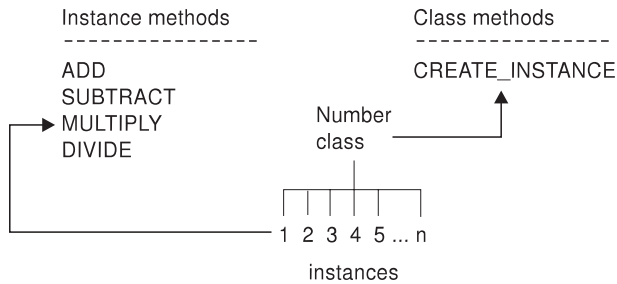 Instance methods
Class methods
ADD
SUBTRACT
MULTIPLY
DIVIDE
CREATE_INSTANCE
Number
class
1 2 3 4 5 ... n
instances